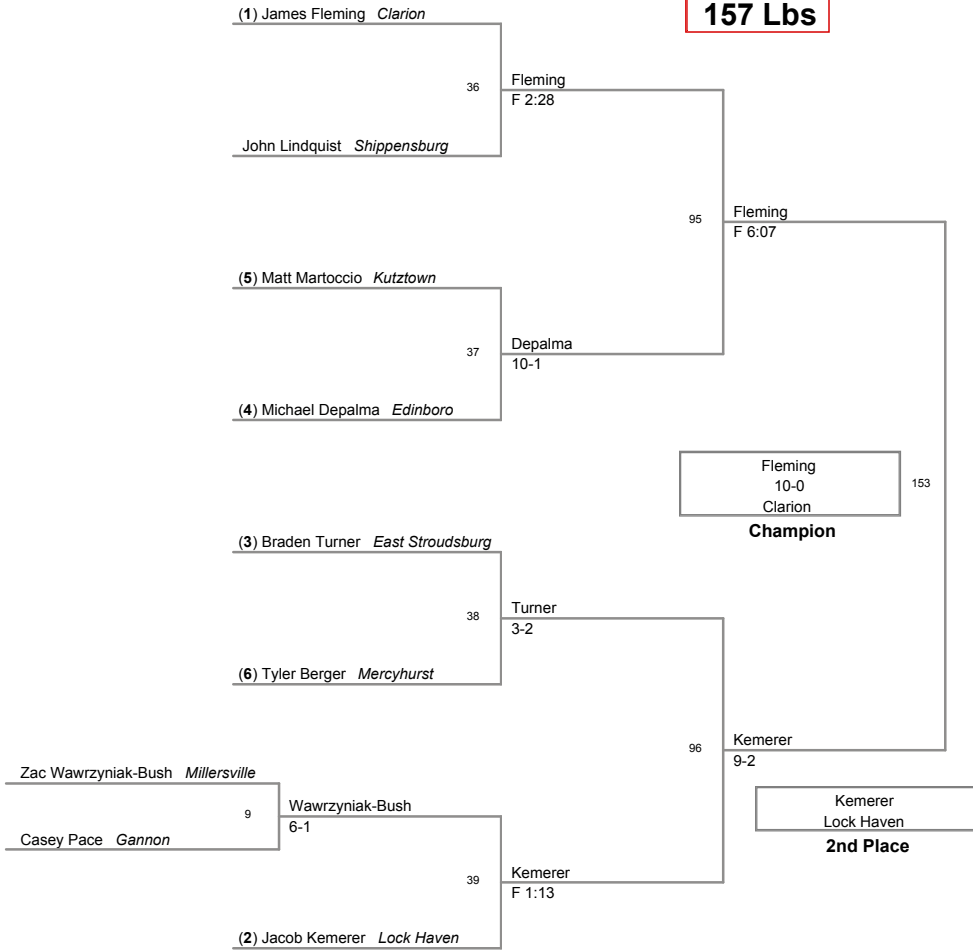 157 Lbs
(1) James Fleming Clarion
36
Fleming
F 2:28
John Lindquist Shippensburg
95
Fleming
F 6:07
(5) Matt Martoccio Kutztown
37
Depalma
10-1
(4) Michael Depalma Edinboro
Fleming
10-0
Clarion
153
Champion
(3) Braden Turner East Stroudsburg
38
Turner
3-2
(6) Tyler Berger Mercyhurst
96
Kemerer
9-2
Zac Wawrzyniak-Bush Millersville
9
Wawrzyniak-Bush
6-1
Casey Pace Gannon
Kemerer
Lock Haven
2nd Place
39
Kemerer
F 1:13
(2) Jacob Kemerer Lock Haven